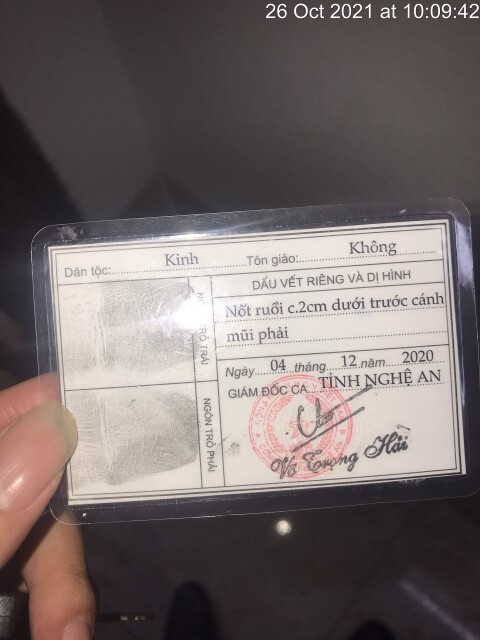 26 Oct 2021 at 10:09:42
Dân tộc: Kinh Tôn giáo: Không
DẤU VẾT RIÊNG VÀ DỊ HÌNH
Nốt ruồi c.2cm dưới trước cánh
mũi phải
Ngày 04 tháng 12 năm 2020
GIÁM ĐỐC CA TỈNH NGHỆ AN
Võ Trọng Hải
TRỎ TRÁI
NGÓN TRỎ PHẢI